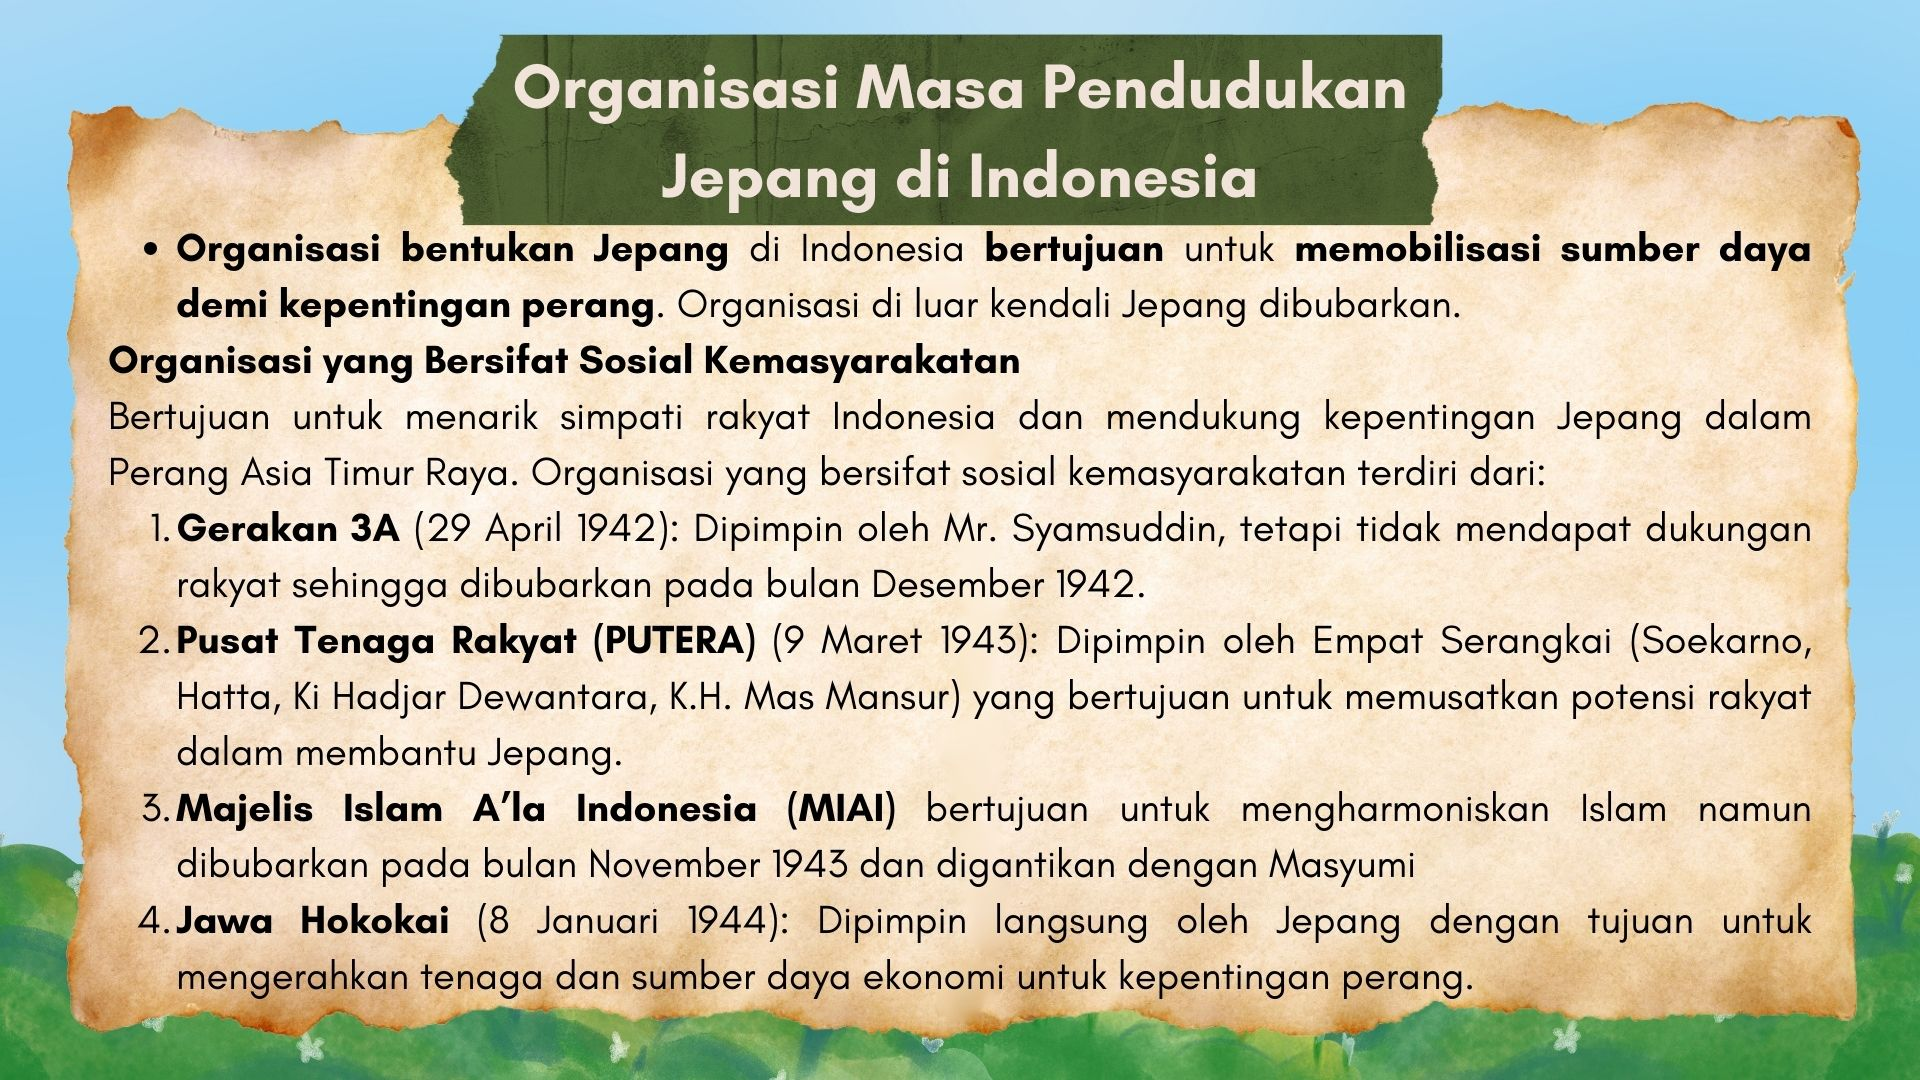 Organisasi Masa Pendudukan
Jepang di Indonesia
• Organisasi bentukan Jepang di Indonesia bertujuan untuk memobilisasi sumber daya
demi kepentingan perang. Organisasi di luar kendali Jepang dibubarkan.
Organisasi yang Bersifat Sosial Kemasyarakatan
Bertujuan untuk menarik simpati rakyat Indonesia dan mendukung kepentingan Jepang dalam
Perang Asia Timur Raya. Organisasi yang bersifat sosial kemasyarakatan terdiri dari:
1. Gerakan 3A (29 April 1942): Dipimpin oleh Mr. Syamsuddin, tetapi tidak mendapat dukungan
rakyat sehingga dibubarkan pada bulan Desember 1942.
2. Pusat Tenaga Rakyat (PUTERA) (9 Maret 1943): Dipimpin oleh Empat Serangkai (Soekarno,
Hatta, Ki Hadjar Dewantara, K.H. Mas Mansur) yang bertujuan untuk memusatkan potensi rakyat
dalam membantu Jepang.
3. Majelis Islam A’la Indonesia (MIAI) bertujuan untuk mengharmoniskan Islam namun
dibubarkan pada bulan November 1943 dan digantikan dengan Masyumi
4. Jawa Hokokai (8 Januari 1944): Dipimpin langsung oleh Jepang dengan tujuan untuk
mengerahkan tenaga dan sumber daya ekonomi untuk kepentingan perang.